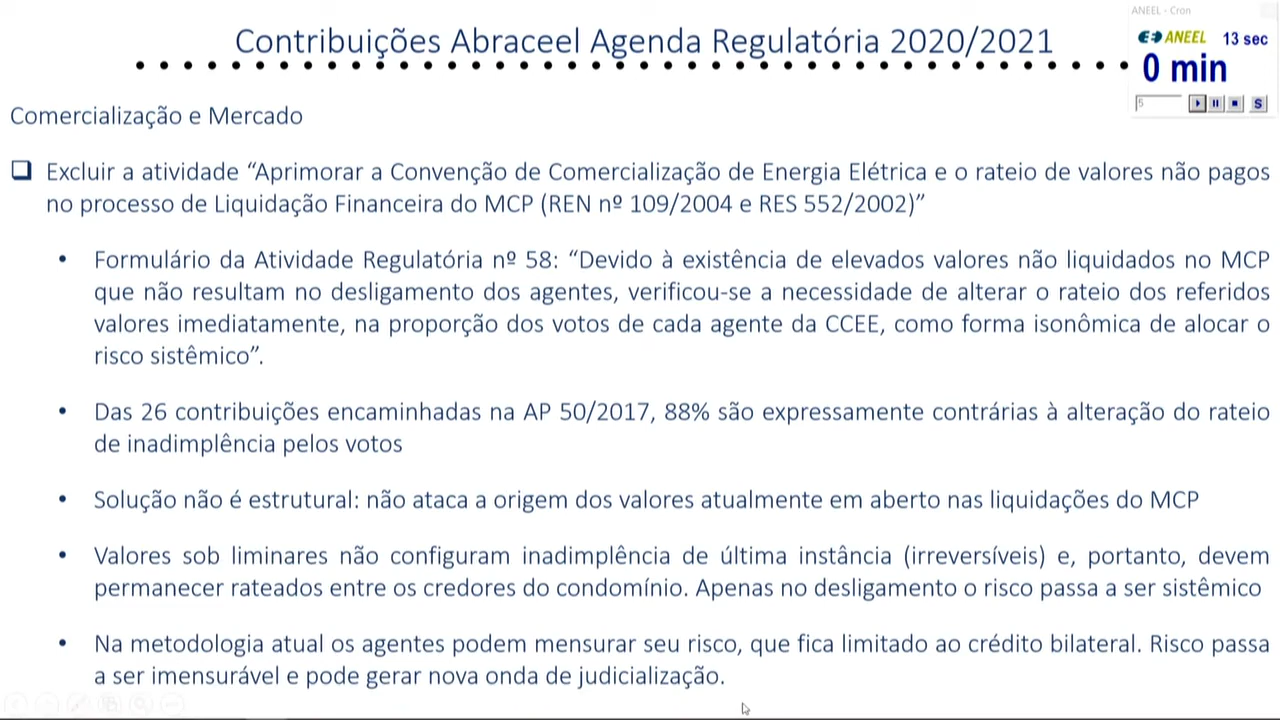 ANEEL - Cron
Contribuições Abraceel Agenda Regulatória 2020/2021
ANEEL 13 sec
0 min
5
S
Comercialização e Mercado
Excluir a atividade “Aprimorar a Convenção de Comercialização de Energia Elétrica e o rateio de valores não pagos
no processo de Liquidação Financeira do MCP (REN nº 109/2004 e RES 552/2002)”
• Formulário da Atividade Regulatória nº 58: “Devido à existência de elevados valores não liquidados no MCP
que não resultam no desligamento dos agentes, verificou-se a necessidade de alterar o rateio dos referidos
valores imediatamente, na proporção dos votos de cada agente da CCEE, como forma isonômica de alocar o
risco sistêmico”.
• Das 26 contribuições encaminhadas na AP 50/2017, 88% são expressamente contrárias à alteração do rateio
de inadimplência pelos votos
• Solução não é estrutural: não ataca a origem dos valores atualmente em aberto nas liquidações do MCP
• Valores sob liminares não configuram inadimplência de última instância (irreversíveis) e, portanto, devem
permanecer rateados entre os credores do condomínio. Apenas no desligamento o risco passa a ser sistêmico
• Na metodologia atual os agentes podem mensurar seu risco, que fica limitado ao crédito bilateral. Risco passa
a ser imensurável e pode gerar nova onda de judicialização.